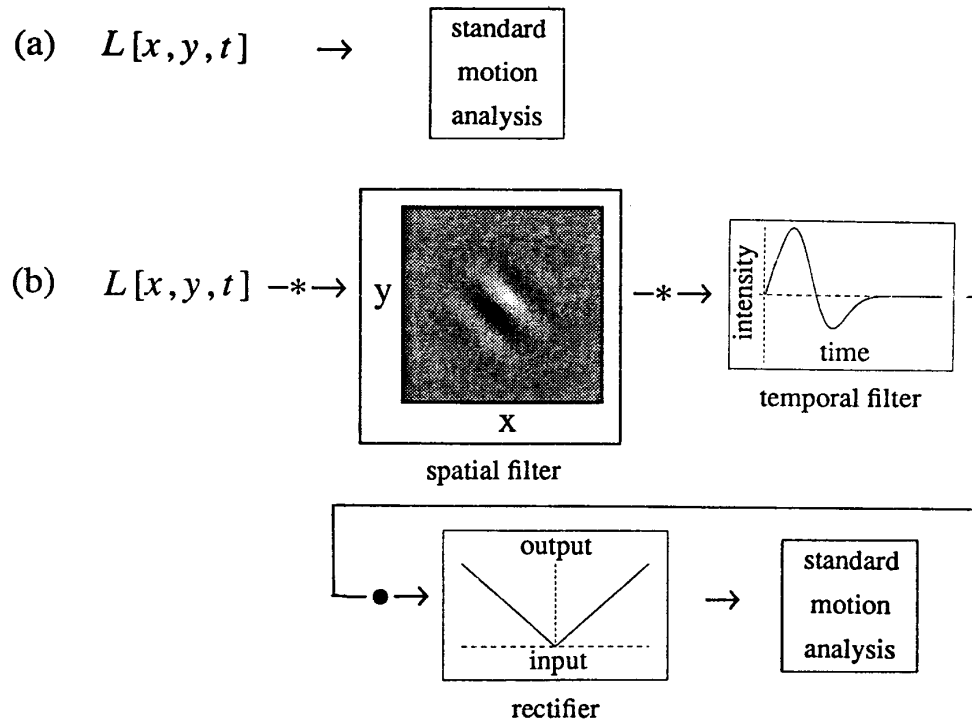 (a) L[x,y,t] → standard
motion
analysis
(b) L[x,y,t] –*→ y –*→ intensity
time
x
temporal filter
spatial filter
output
input
• →
→ standard
motion
analysis
rectifier